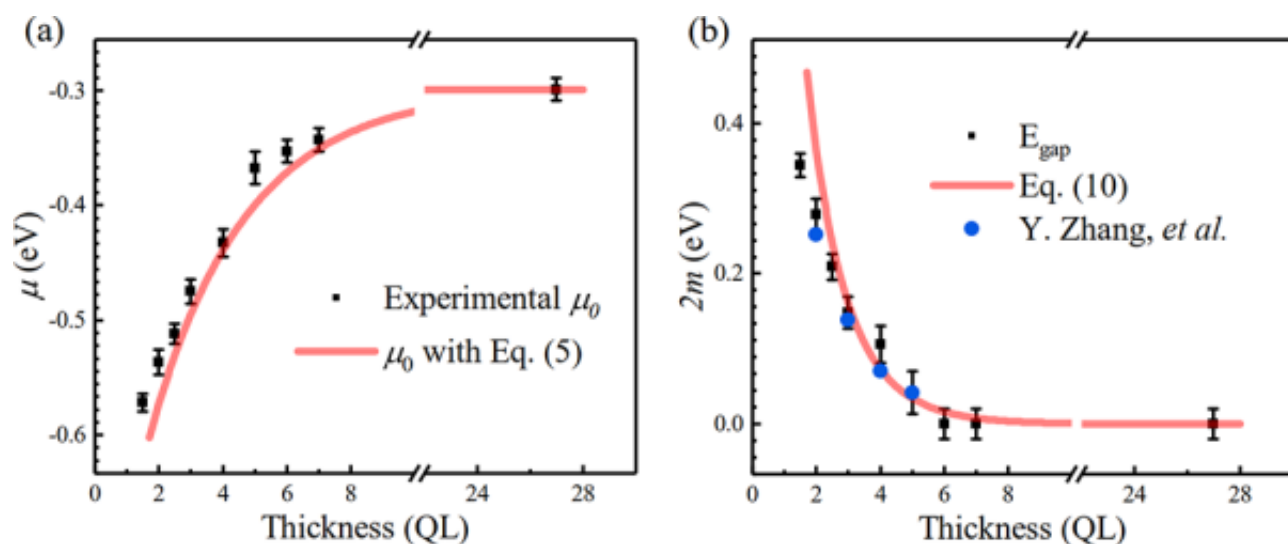 (a)
-0.3
-0.4
-0.5
-0.6
μ (eV)
Experimental μ₀
μ₀ with Eq. (5)
0 2 4 6 8 24 28
Thickness (QL)
(b)
0.4
0.2
0.0
2m (eV)
E_gap
Eq. (10)
Y. Zhang, et al.
0 2 4 6 8 24 28
Thickness (QL)